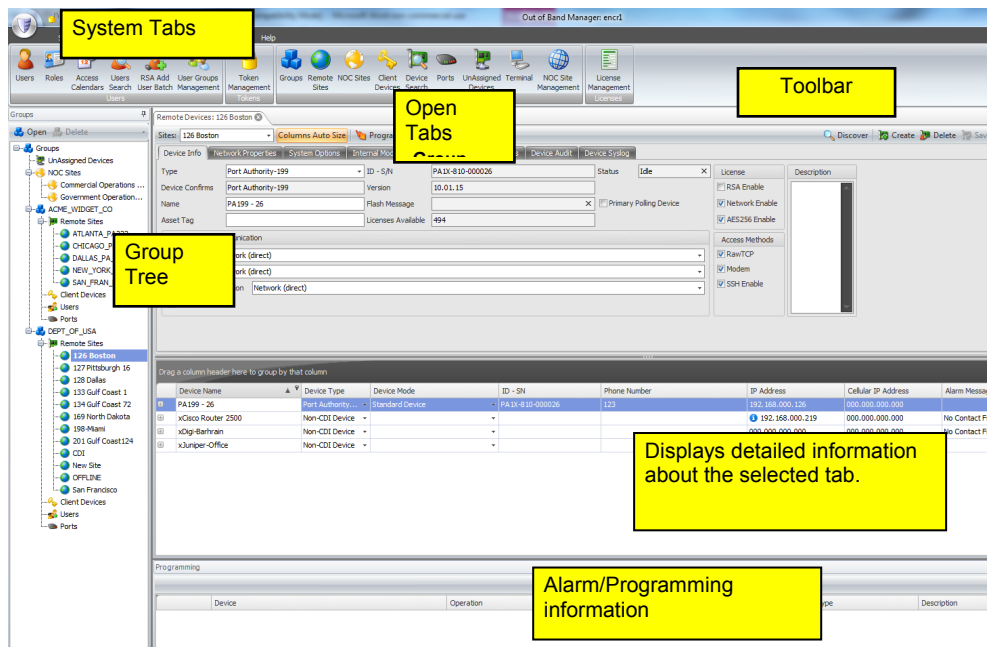 Out of Band Manager: encr1
System Tabs
Help
Users
Roles
Access Calendars
Users Search
RSA Add User Batch
User Groups Management
Token Management
Groups
Remote Sites
NOC Sites
Client Devices
Device Search
Ports
UnAssigned Devices
Terminal
NOC Site Management
License Management
Users
Tokens
Licenses
Toolbar
Open
Tabs
Groups
Remote Devices: 126 Boston
Open
Delete
Sites:
126 Boston
Columns Auto Size
Discover
Create
Delete
Device Info
Network Properties
System Options
Device Audit
Device Syslog
Type
Port Authority-199
ID - S/N
PA1X-810-000026
Status
Idle
License
Description
Device Confirms
Port Authority-199
Version
10.01.15
RSA Enable
Name
PA199 - 26
Flash Message
Primary Polling Device
Network Enable
Asset Tag
Licenses Available
494
AES256 Enable
Access Methods
RawTCP
Modem
SSH Enable
(direct)
(direct)
Network (direct)
Groups
UnAssigned Devices
NOC Sites
Commercial Operations ...
Government Operation...
ACME_WIDGET_CO
Remote Sites
ATLANTA_PA
CHICAGO_P
DALLAS_PA_
NEW_YORK_
SAN_FRAN_
Client Devices
Users
Ports
Group
Tree
DEPT_OF_USA
Remote Sites
126 Boston
127 Pittsburgh 16
128 Dallas
133 Gulf Coast 1
134 Gulf Coast 72
169 North Dakota
198-Miami
201 Gulf Coast124
CDI
New Site
OFFLINE
San Francisco
Client Devices
Users
Ports
Drag a column header here to group by that column
Device Name
Device Type
Device Mode
ID - SN
Phone Number
IP Address
Cellular IP Address
Alarm Messag
PA199 - 26
Port Authority...
Standard Device
PA1X-810-000026
123
192.168.000.126
000.000.000.000
xCisco Router 2500
Non-CDI Device
192.168.000.219
000.000.000.000
No Contact F
xDigi-Barhrain
Non-CDI Device
No Contact F
xJuniper-Office
Non-CDI Device
Displays detailed information
about the selected tab.
Programming
Alarm/Programming
information
Device
Operation
Description